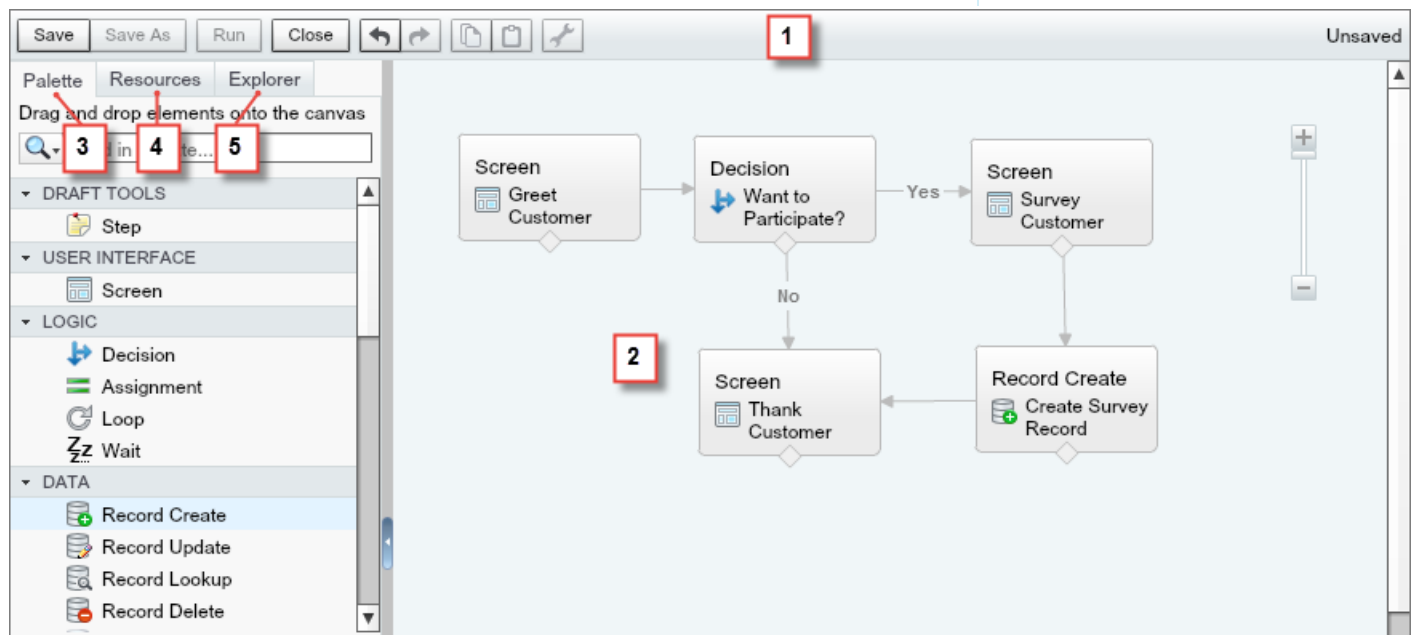 Save Save As Run Close 1 Unsaved
Palette Resources Explorer
Drag and drop elements onto the canvas
3 in 4 te... 5
DRAFT TOOLS
Step
USER INTERFACE
Screen
LOGIC
Decision
Assignment
Loop
Zzz Wait
DATA
Record Create
Record Update
Record Lookup
Record Delete
Screen
Greet
Customer
Decision
Want to
Participate?
Yes
Screen
Survey
Customer
No
2
Screen
Thank
Customer
Record Create
Create Survey
Record